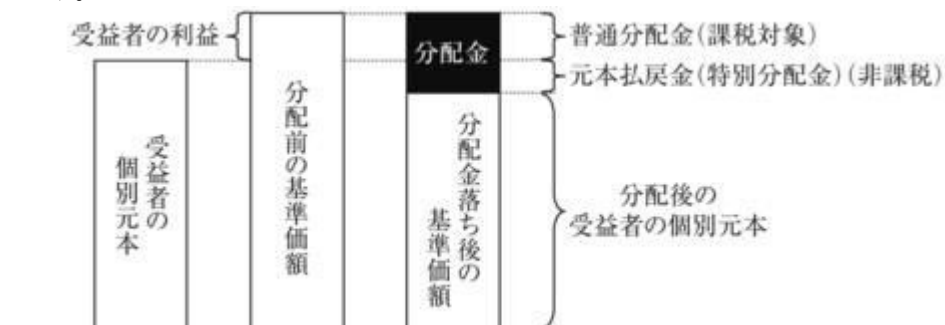 受益者の利益
分配金
普通分配金(課税対象)
元本払戻金(特別分配金)(非課税)
受益者の
個別元本
分配前の基準価額
分配金落ち後の
基準価額
分配後の
受益者の個別元本